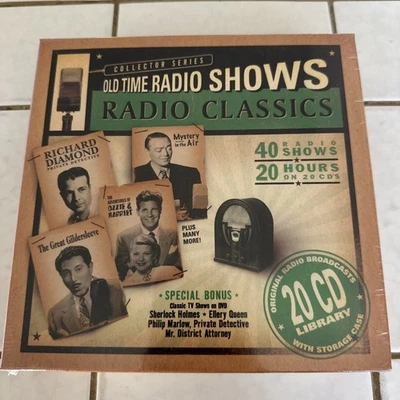 COLLECTOR SERIES
OLD TIME RADIO SHOWS
RADIO CLASSICS
RICHARD
DIAMOND
PRIVATE DETECTIVE
Mystery
in the
Air
THE ADVENTURES OF
OZZIE &
HARRIET
The Great Gildersleeve
PLUS
MANY
MORE!
40 RADIO
SHOWS
20 HOURS
ON 20 CDS
• SPECIAL BONUS •
Classic TV Shows on DVD
Sherlock Holmes • Ellery Queen
Philip Marlow, Private Detective
Mr. District Attorney
ORIGINAL RADIO BROADCASTS
20 CD
LIBRARY
WITH STORAGE CASE